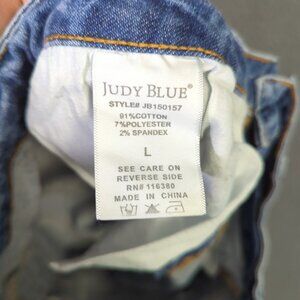 JUDY BLUE®
STYLE# JB150157
91%COTTON
7%POLYESTER
2% SPANDEX
L
SEE CARE ON
REVERSE SIDE
RN# 116380
MADE IN CHINA